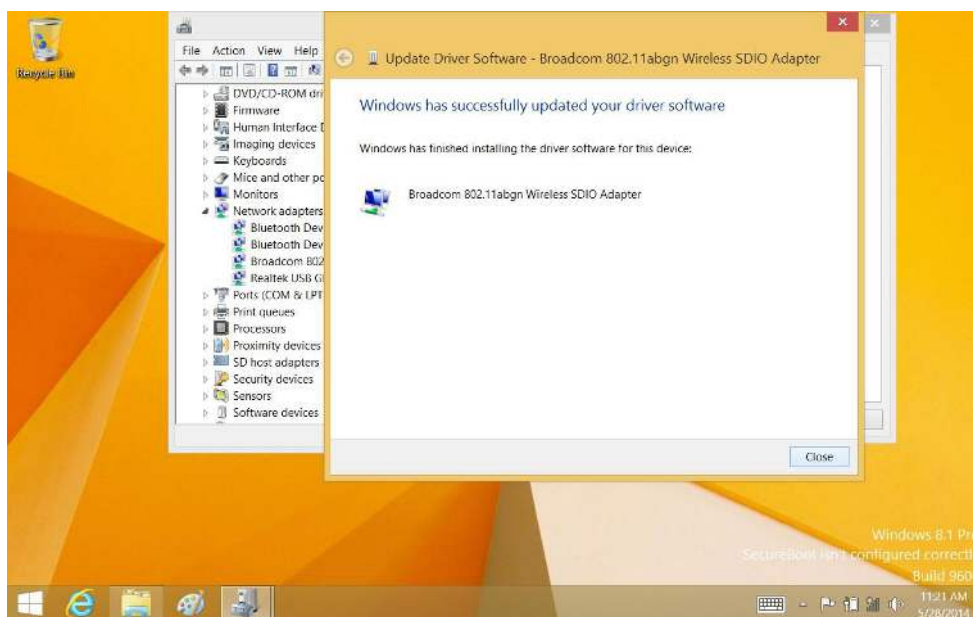 Recycle Bin
File Action View Help
DVD/CD-ROM dri
Firmware
Human Interface D
Imaging devices
Keyboards
Mice and other po
Monitors
Network adapters
Bluetooth Dev
Bluetooth Dev
Broadcom 802
Realtek USB G
Ports (COM & LPT
Print queues
Processors
Proximity devices
SD host adapters
Security devices
Sensors
Software devices
Update Driver Software - Broadcom 802.11abgn Wireless SDIO Adapter
Windows has successfully updated your driver software
Windows has finished installing the driver software for this device:
Broadcom 802.11abgn Wireless SDIO Adapter
Close
Windows 8.1 Pr
SecureBoot isn't configured correctl
Build 960
11:21 AM
5/28/2014